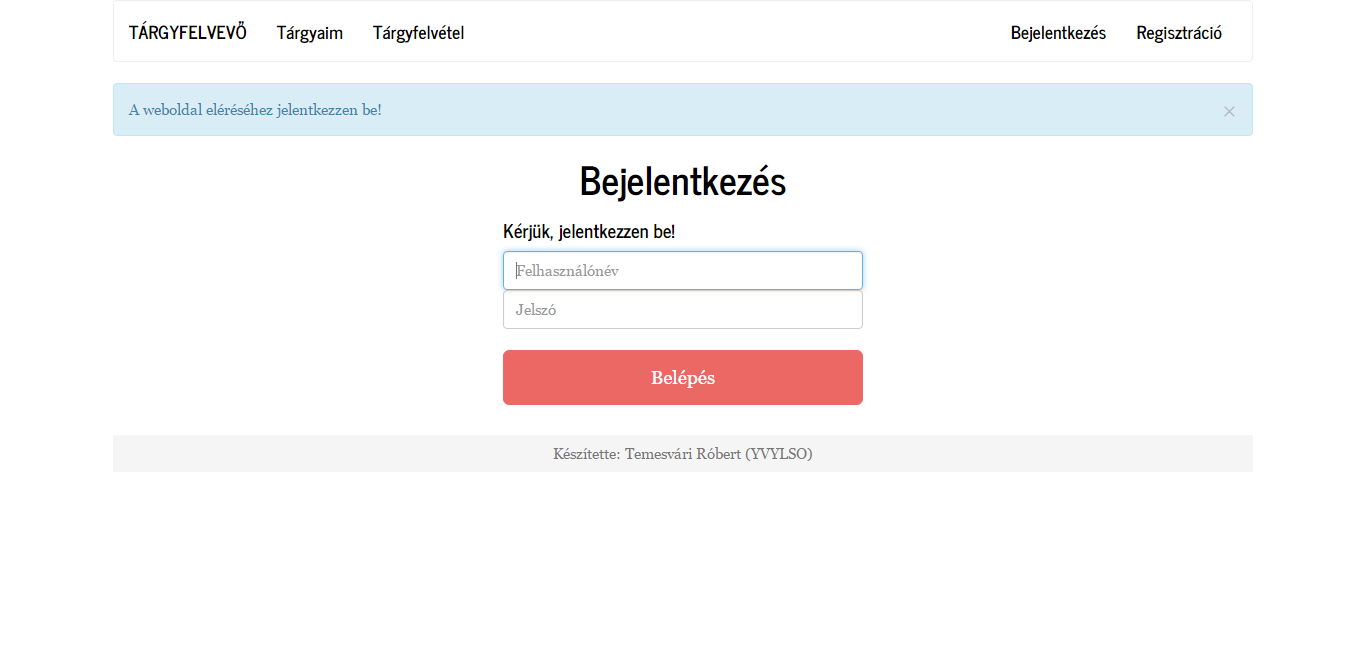 TÁRGYFELVEVŐ Tárgyaim Tárgyfelvétel Bejelentkezés Regisztráció
A weboldal eléréséhez jelentkezzen be! ×
Bejelentkezés
Kérjük, jelentkezzen be!
Felhasználónév
Jelszó
Belépés
Készítette: Temesvári Róbert (YVYLSO)